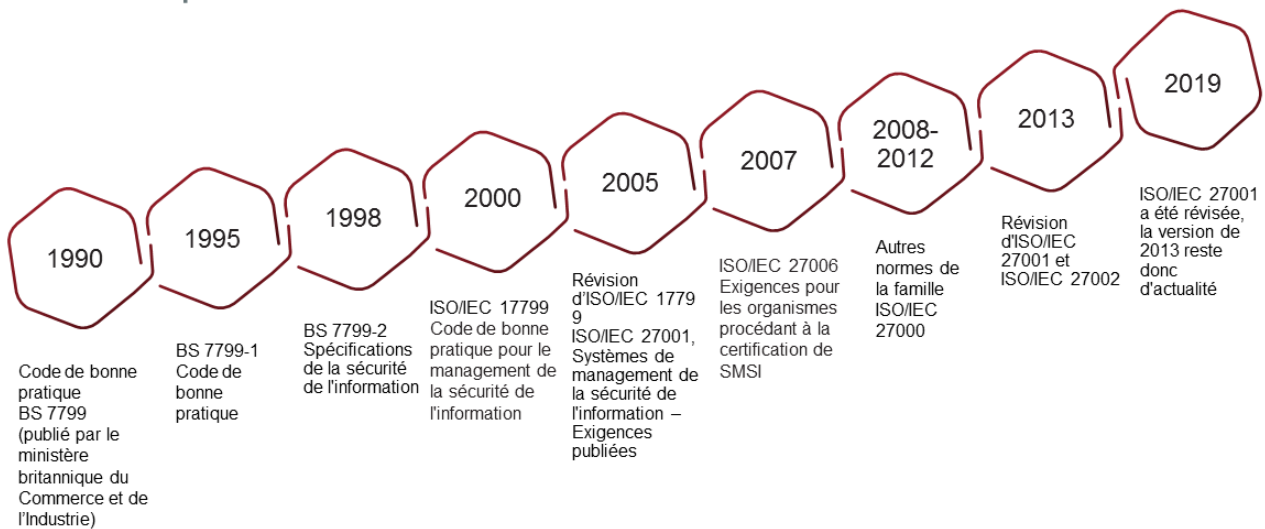 1990
Code de bonne
pratique
BS 7799
(publié par le
ministère
britannique du
Commerce et de
l'Industrie)
1995
BS 7799-1
Code de
bonne
pratique
1998
BS 7799-2
Spécifications
de la sécurité
de l'information
2000
ISO/IEC 17799
Code de bonne
pratique pour le
management de
la sécurité de
l'information
2005
Révision
d'ISO/IEC 1779
9
ISO/IEC 27001,
Systèmes de
management de
la sécurité de
l'information –
Exigences
publiées
2007
ISO/IEC 27006
Exigences pour
les organismes
procédant à la
certification de
SMSI
2008-
2012
Autres
normes de
la famille
ISO/IEC
27000
2013
Révision
d'ISO/IEC
27001 et
ISO/IEC 27002
2019
ISO/IEC 27001
a été révisée,
la version de
2013 reste
donc
d'actualité